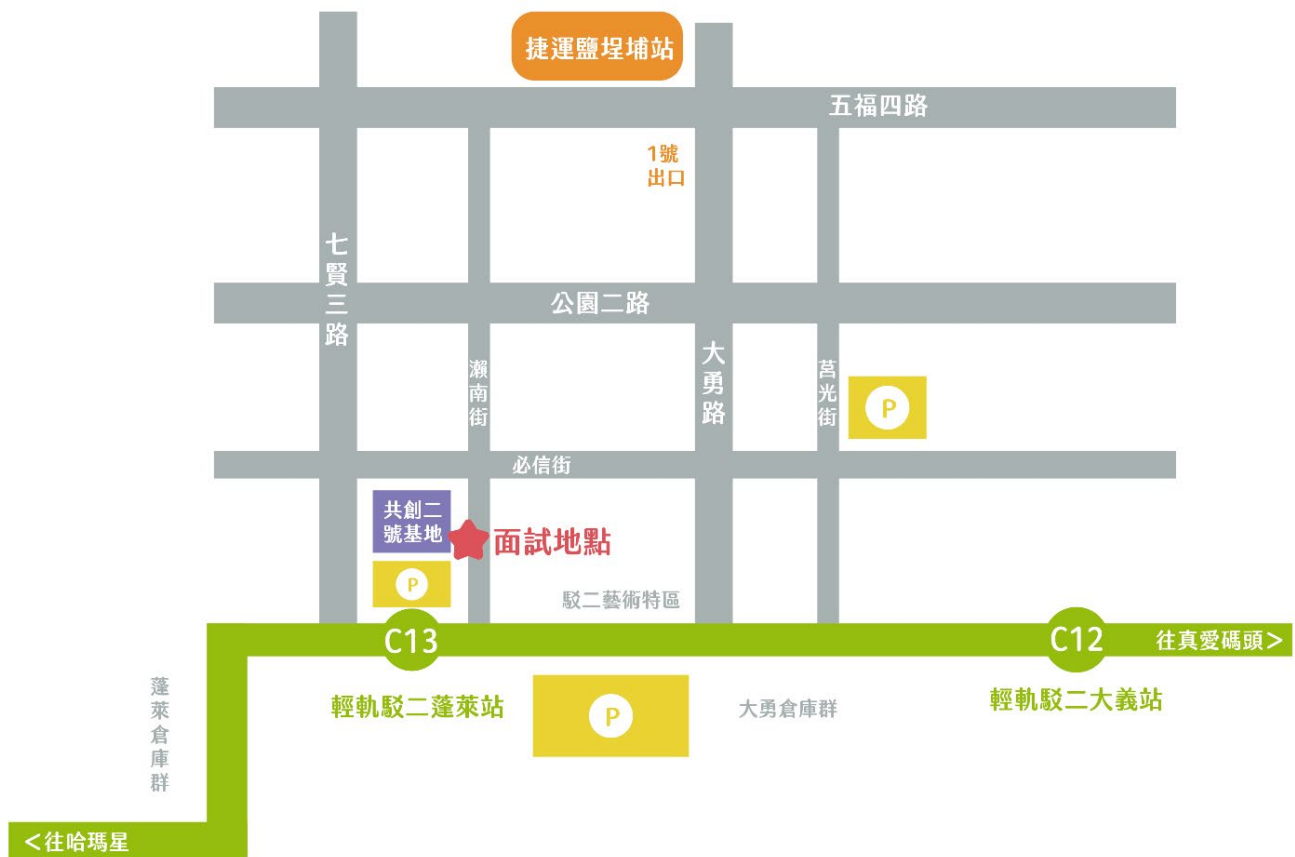 捷運鹽埕埔站
五福四路
1號
出口
七賢三路
公園二路
瀨南街
大勇路
莒光街
P
必信街
共創二
號基地
面試地點
P
駁二藝術特區
C13
C12
往真愛碼頭>
輕軌駁二蓬萊站
P
大勇倉庫群
輕軌駁二大義站
蓬萊倉庫群
<往哈瑪星